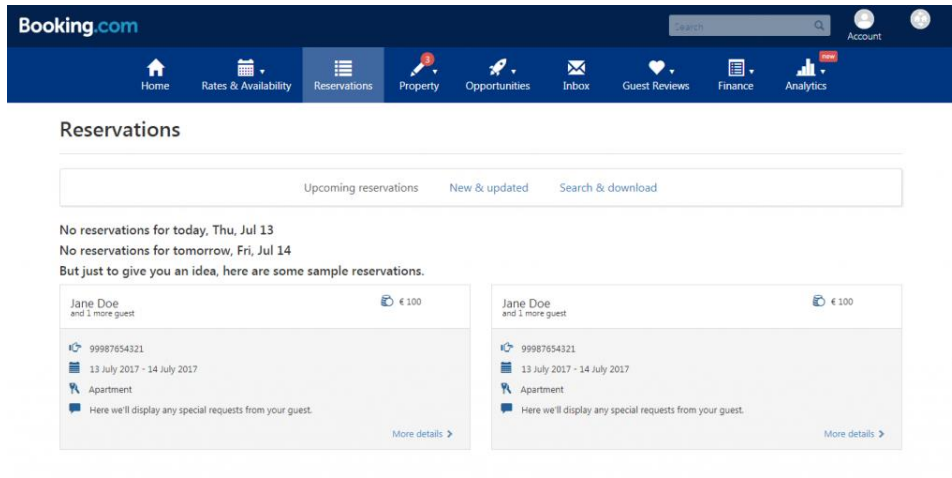 Booking.com
Search
Account
3
new
Home Rates & Availability Reservations Property Opportunities Inbox Guest Reviews Finance Analytics
Reservations
Upcoming reservations New & updated Search & download
No reservations for today, Thu, Jul 13
No reservations for tomorrow, Fri, Jul 14
But just to give you an idea, here are some sample reservations.
Jane Doe € 100
and 1 more guest
99987654321
13 July 2017 - 14 July 2017
Apartment
Here we'll display any special requests from your guest.
More details
Jane Doe € 100
and 1 more guest
99987654321
13 July 2017 - 14 July 2017
Apartment
Here we'll display any special requests from your guest.
More details